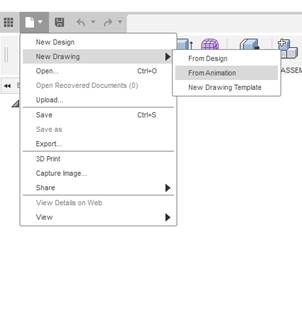 New Design
New Drawing
From Design
From Animation
New Drawing Template
Open... Ctrl+O
Open Recovered Documents (0)
Upload...
Save Ctrl+S
Save as
Export...
3D Print
Capture Image...
Share
View Details on Web
View
ASSEM